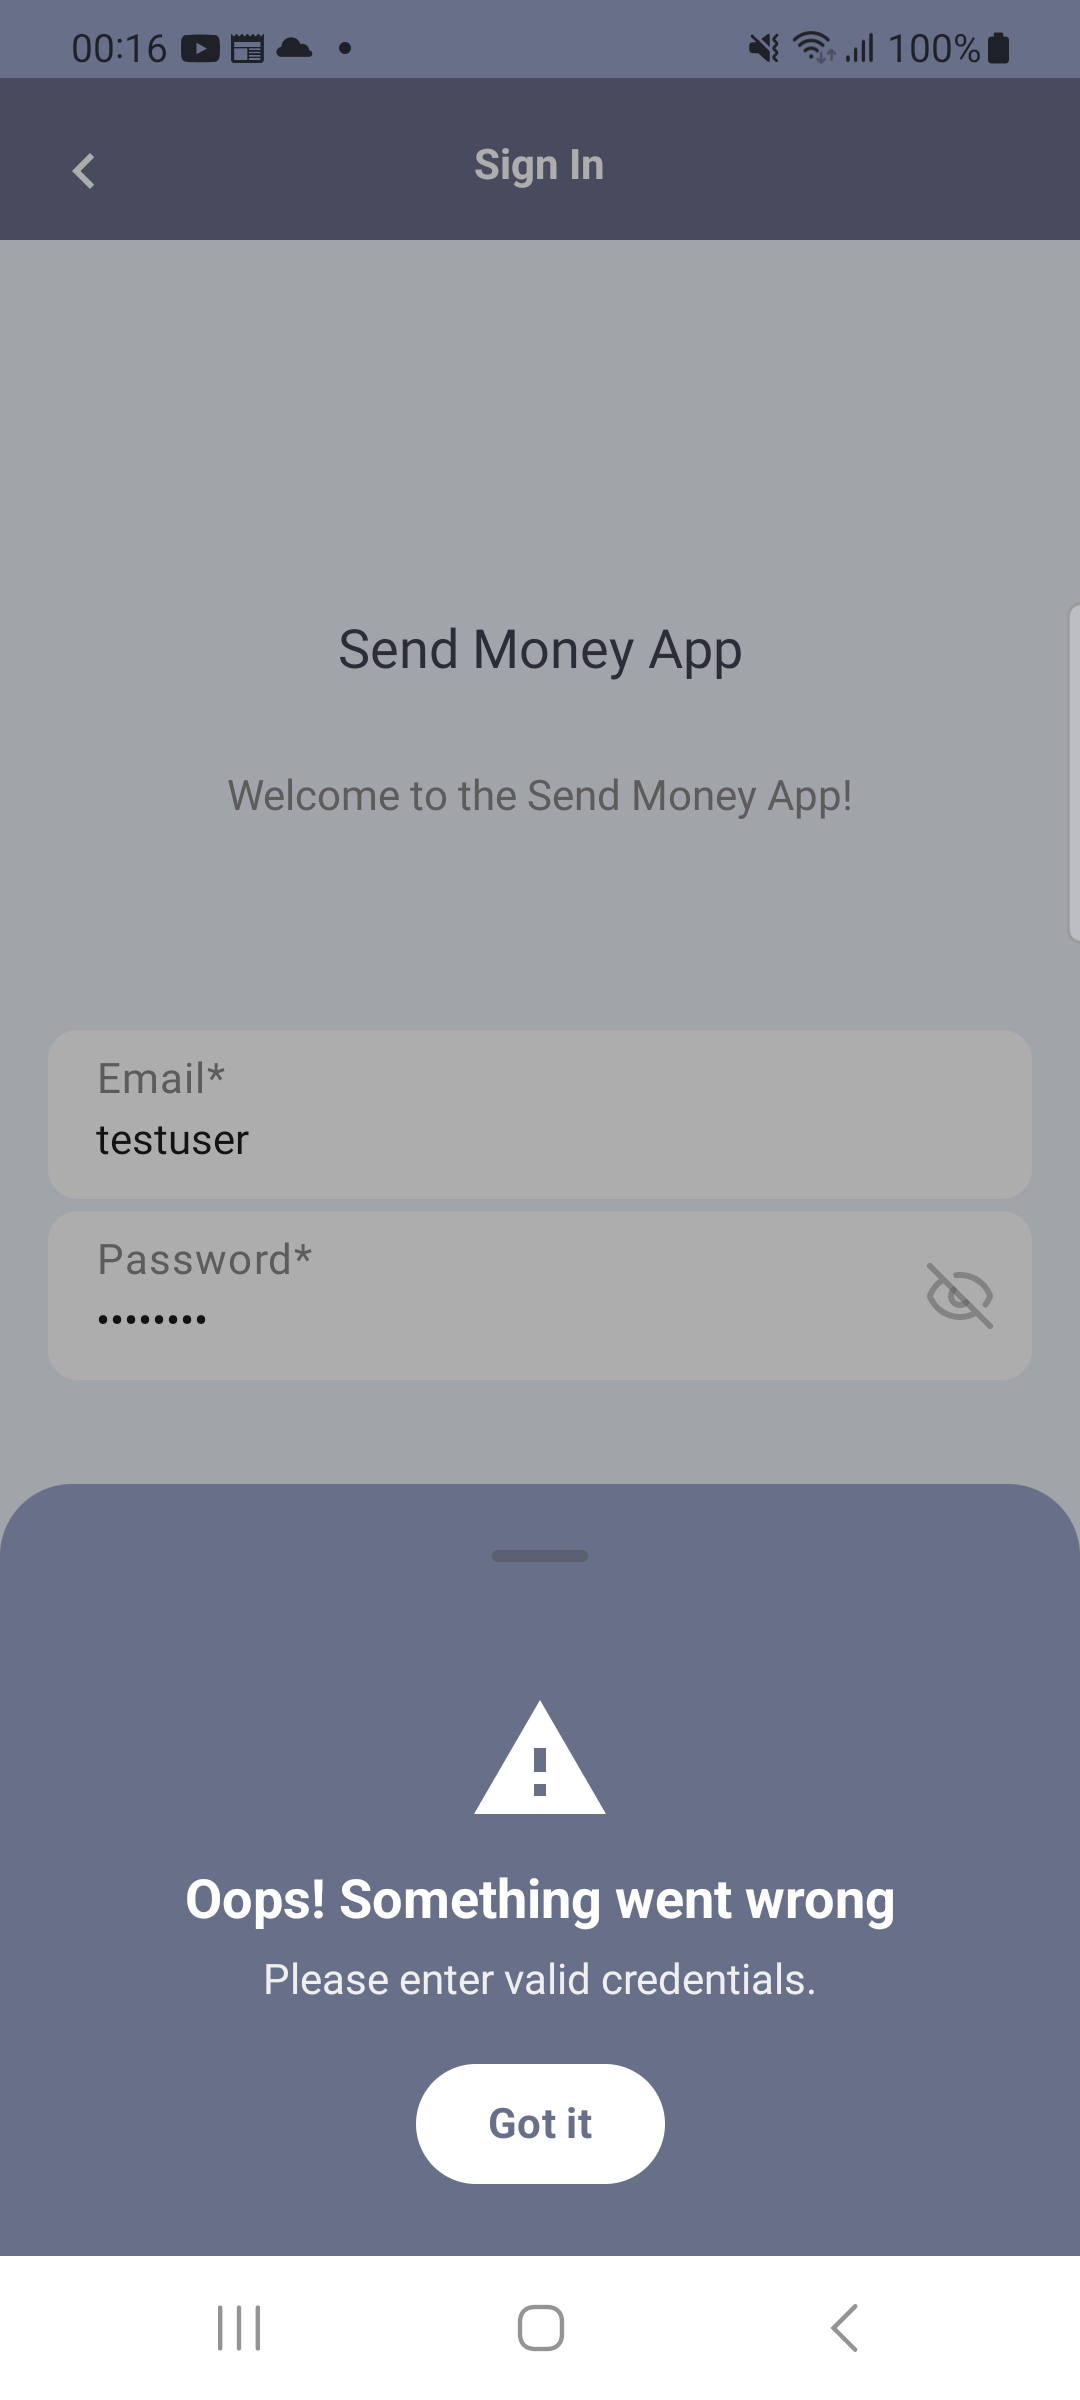 00:16 100%
Sign In
Send Money App
Welcome to the Send Money App!
Email*
testuser
Password*
••••••••
Oops! Something went wrong
Please enter valid credentials.
Got it